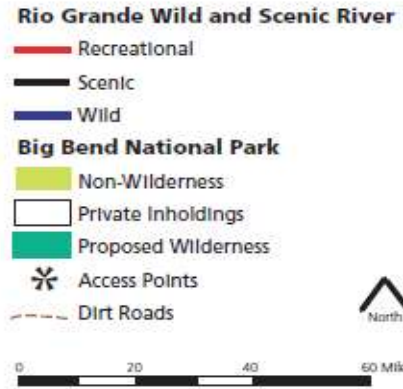 Rio Grande Wild and Scenic River
Recreational
Scenic
Wild
Big Bend National Park
Non-Wilderness
Private Inholdings
Proposed Wilderness
Access Points
Dirt Roads
North
0 20 40 60 Mil